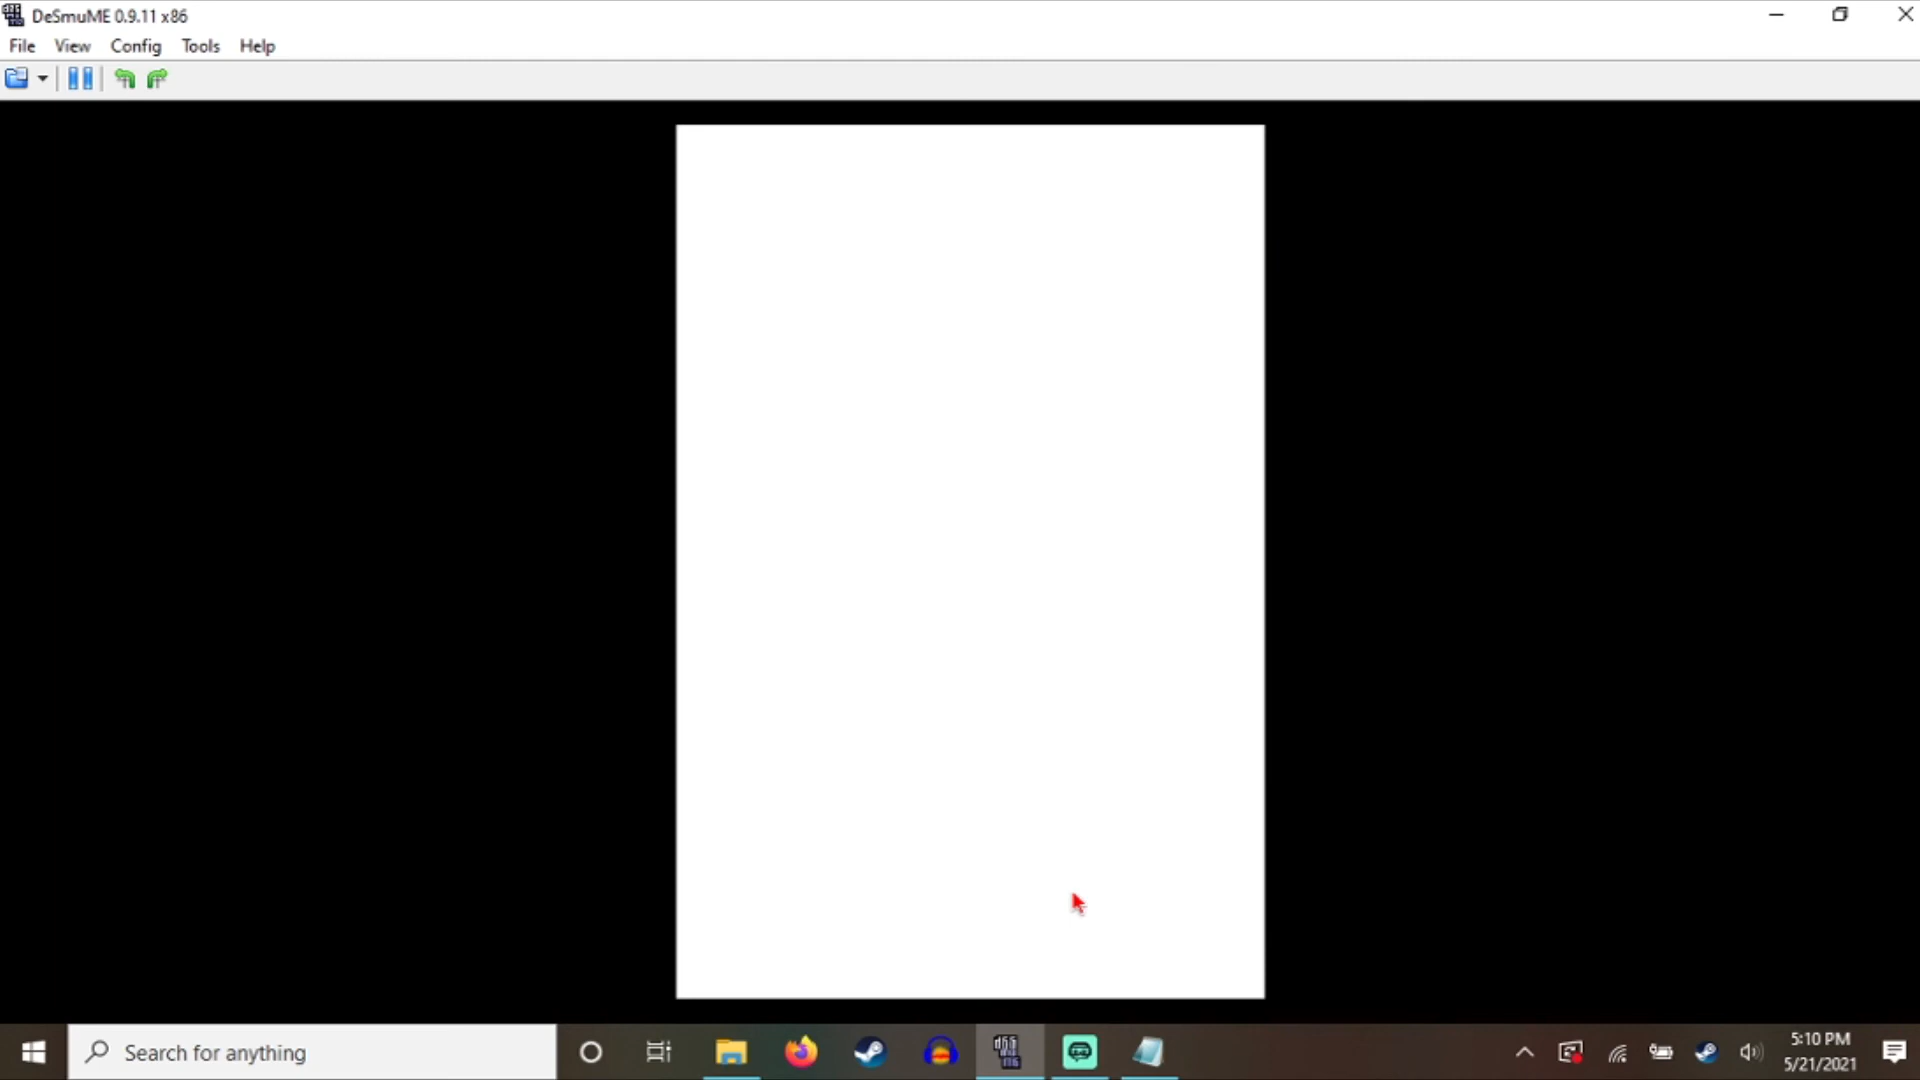 DeSmuME 0.9.11 x86
File View Config Tools Help
Search for anything
5:10 PM
5/21/2021